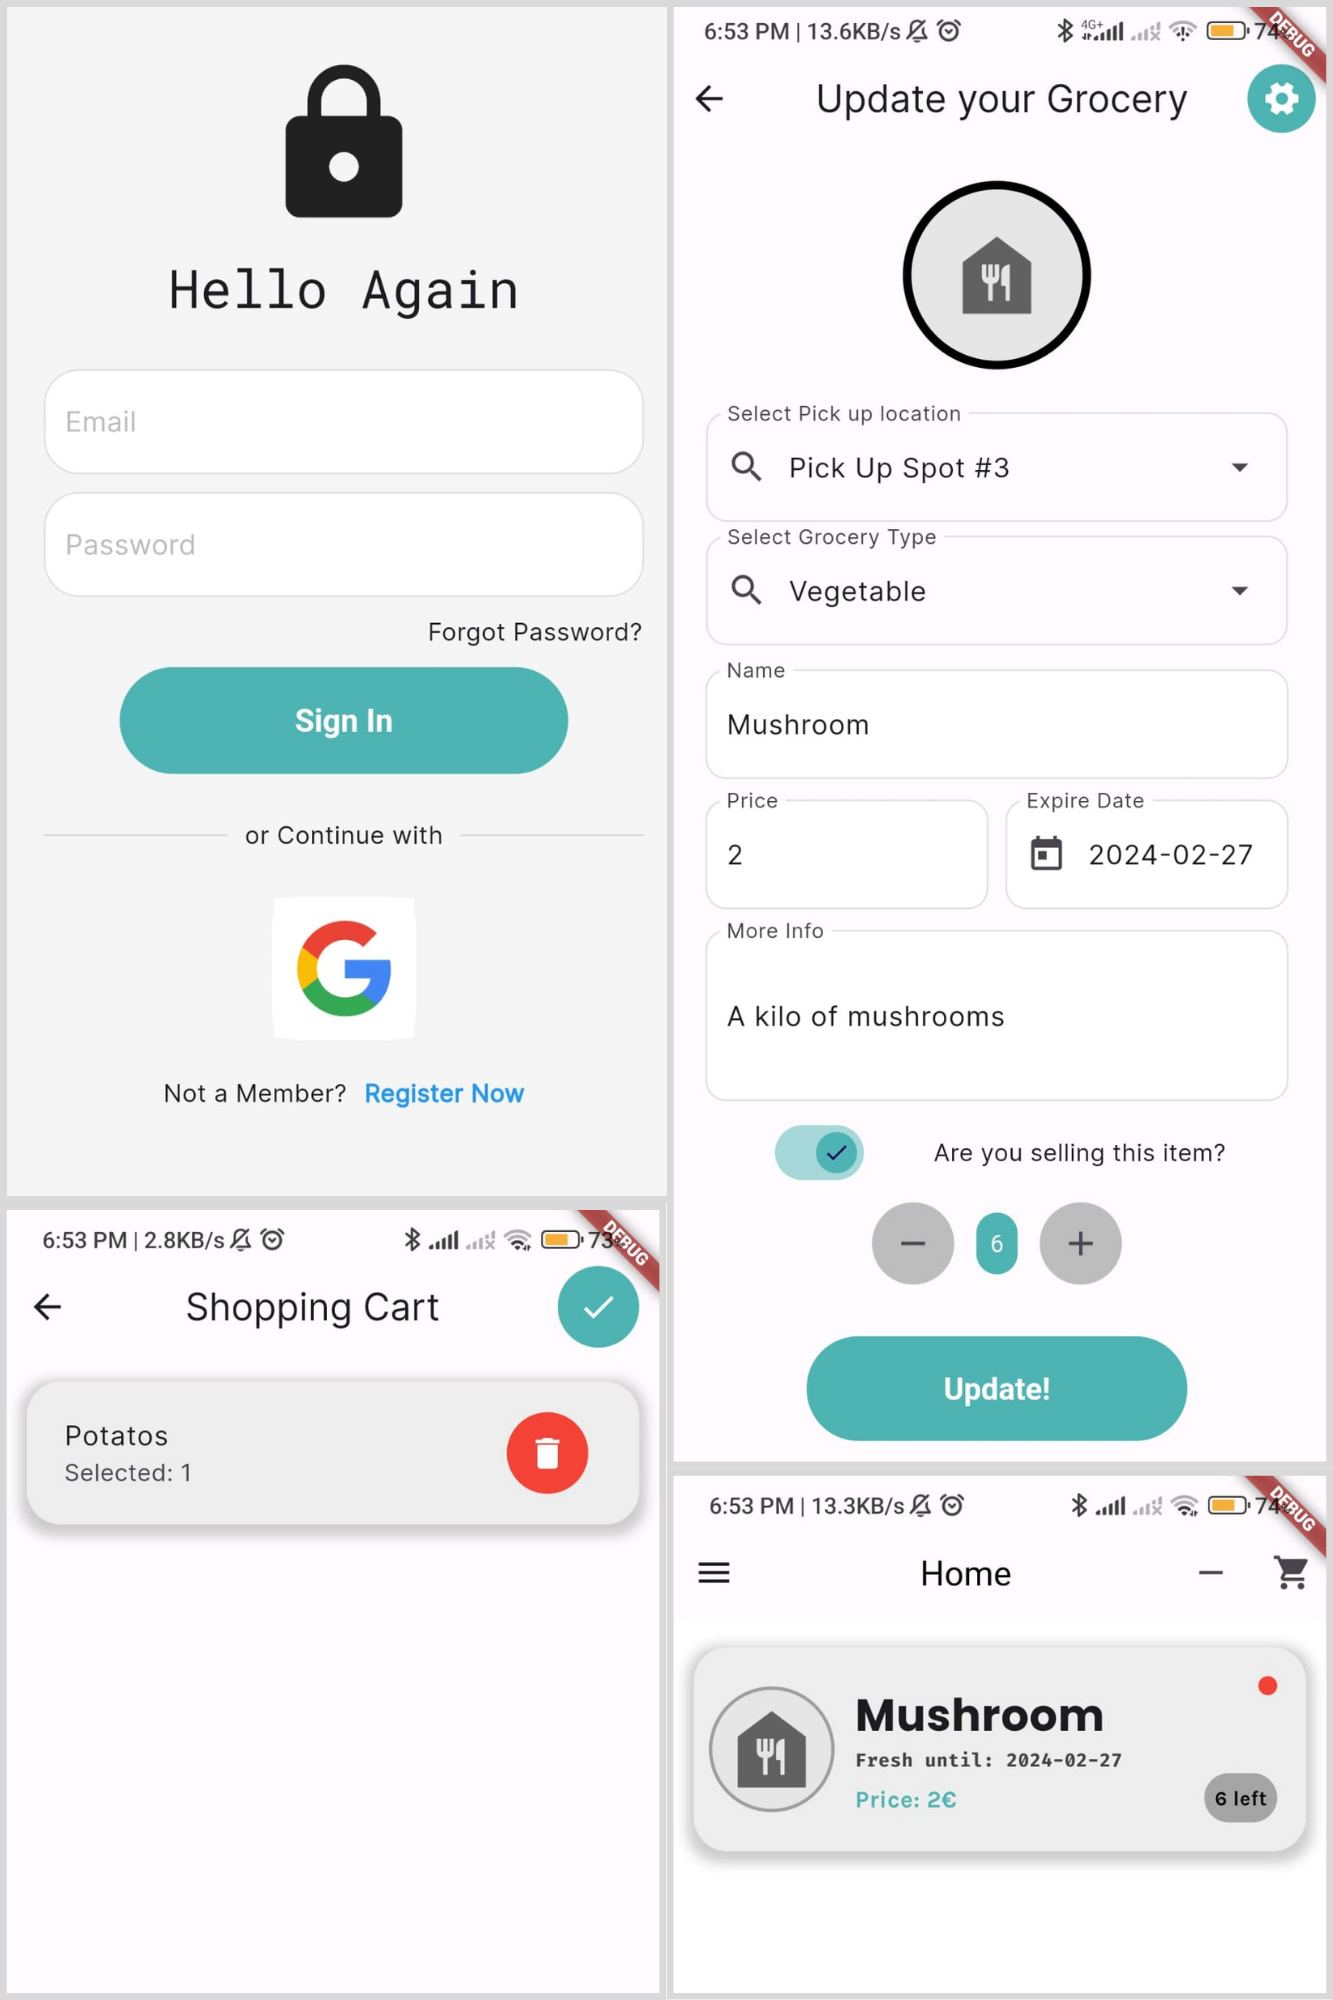 Hello Again
Email
Password
Forgot Password?
Sign In
or Continue with
Not a Member? Register Now
6:53 PM | 13.6KB/s 4G+ 74
DEBUG
Update your Grocery
Select Pick up location
Pick Up Spot #3
Select Grocery Type
Vegetable
Name
Mushroom
Price
2
Expire Date
2024-02-27
More Info
A kilo of mushrooms
Are you selling this item?
6
Update!
6:53 PM | 2.8KB/s 73
DEBUG
Shopping Cart
Potatos
Selected: 1
6:53 PM | 13.3KB/s 74
DEBUG
Home
Mushroom
Fresh until: 2024-02-27
Price: 2€
6 left